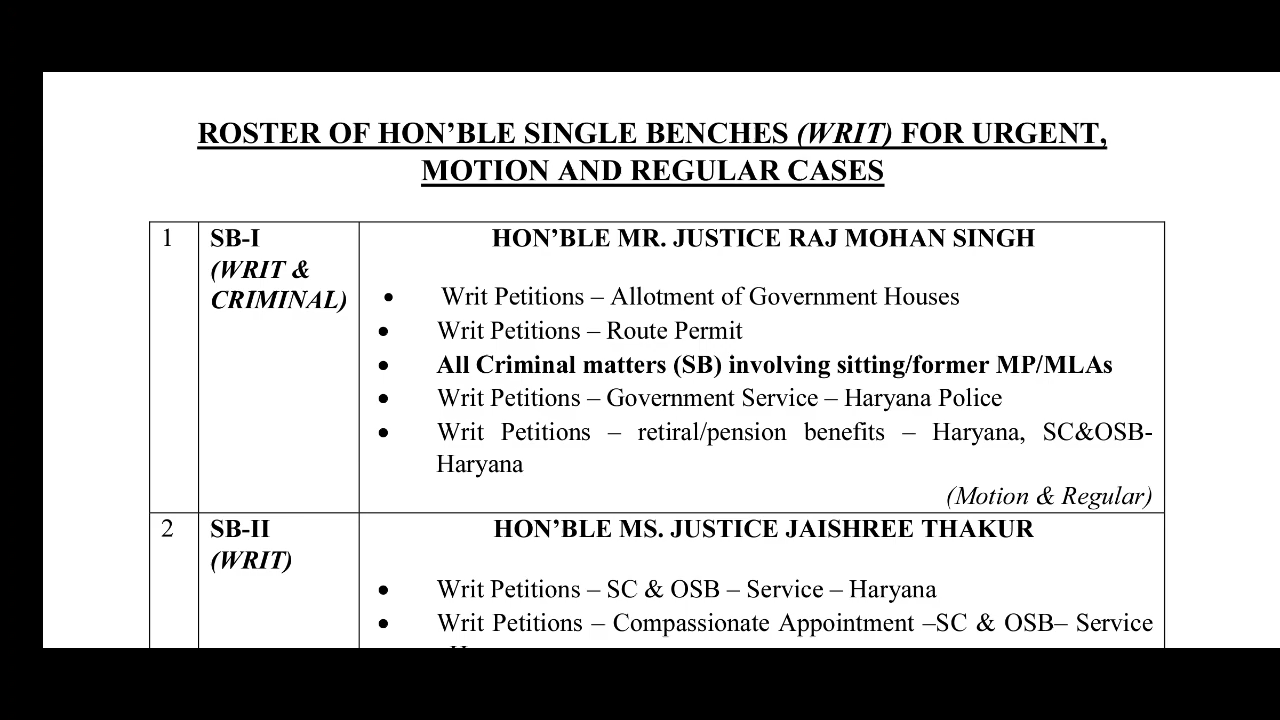 ROSTER OF HON’BLE SINGLE BENCHES (WRIT) FOR URGENT,
MOTION AND REGULAR CASES
1 SB-I HON’BLE MR. JUSTICE RAJ MOHAN SINGH
(WRIT &
CRIMINAL)
• Writ Petitions – Allotment of Government Houses
• Writ Petitions – Route Permit
• All Criminal matters (SB) involving sitting/former MP/MLAs
• Writ Petitions – Government Service – Haryana Police
• Writ Petitions – retiral/pension benefits – Haryana, SC&OSB-
Haryana
(Motion & Regular)
2 SB-II HON’BLE MS. JUSTICE JAISHREE THAKUR
(WRIT)
• Writ Petitions – SC & OSB – Service – Haryana
• Writ Petitions – Compassionate Appointment –SC & OSB– Service